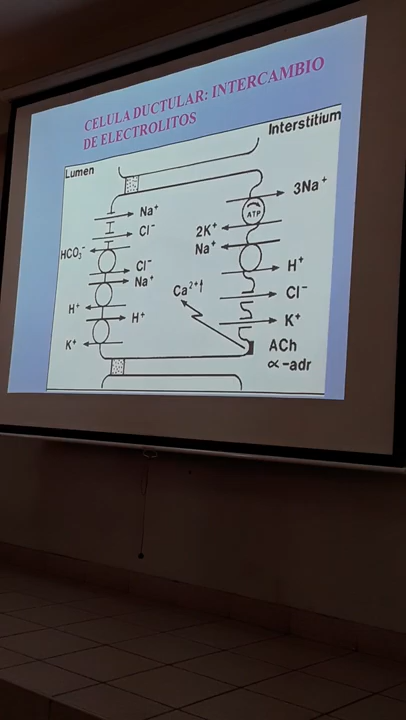 CELULA DUCTULAR: INTERCAMBIO
DE ELECTROLITOS
Lumen
Interstitium
3Na⁺
ATP
2K⁺
Na⁺
H⁺
Cl⁻
K⁺
Na⁺
Cl⁻
HCO₃⁻
Cl⁻
Na⁺
H⁺
H⁺
K⁺
Ca²⁺↑
ACh
α-adr